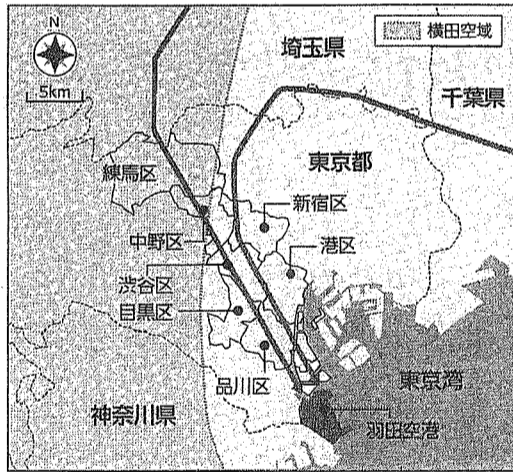 N
5km
横田空域
埼玉県
千葉県
東京都
練馬区
新宿区
中野区
港区
渋谷区
目黒区
品川区
東京湾
神奈川県
羽田空港